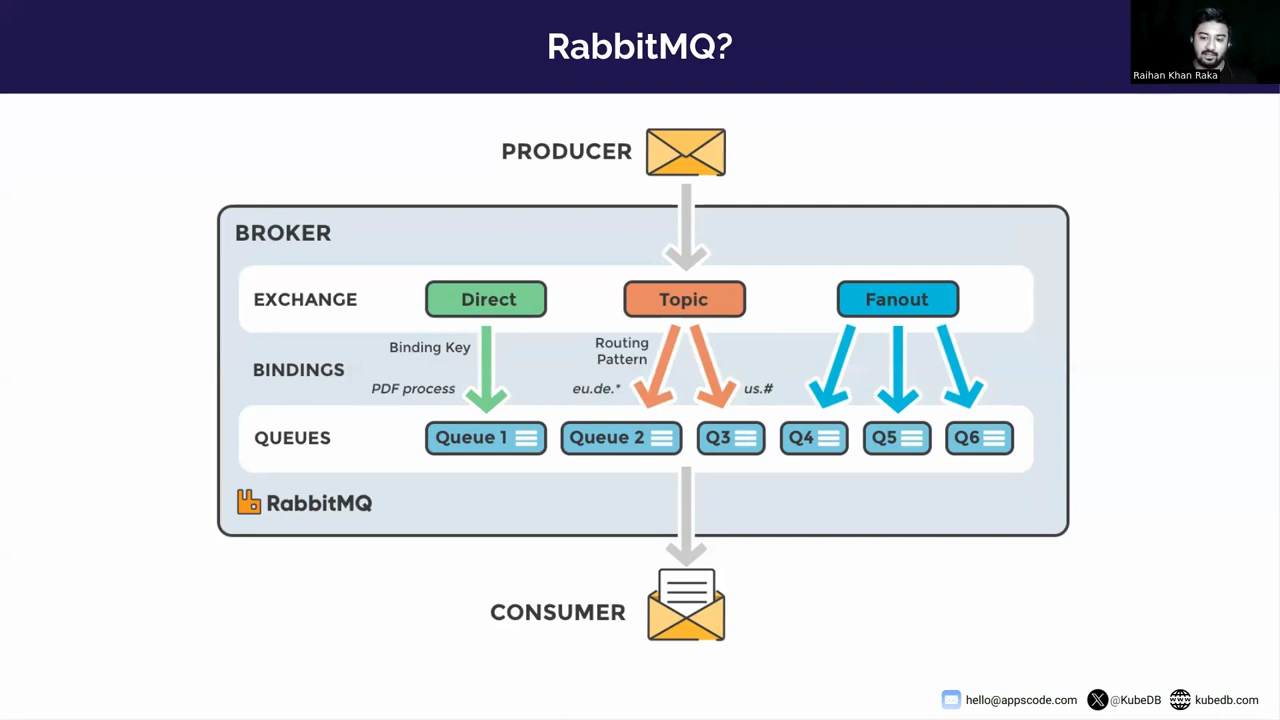 RabbitMQ?
Raihan Khan Raka
PRODUCER
BROKER
EXCHANGE
Direct
Topic
Fanout
BINDINGS
Binding Key
PDF process
Routing
Pattern
eu.de.*
us.#
QUEUES
Queue 1
Queue 2
Q3
Q4
Q5
Q6
RabbitMQ
CONSUMER
hello@appscode.com
@KubeDB
kubedb.com